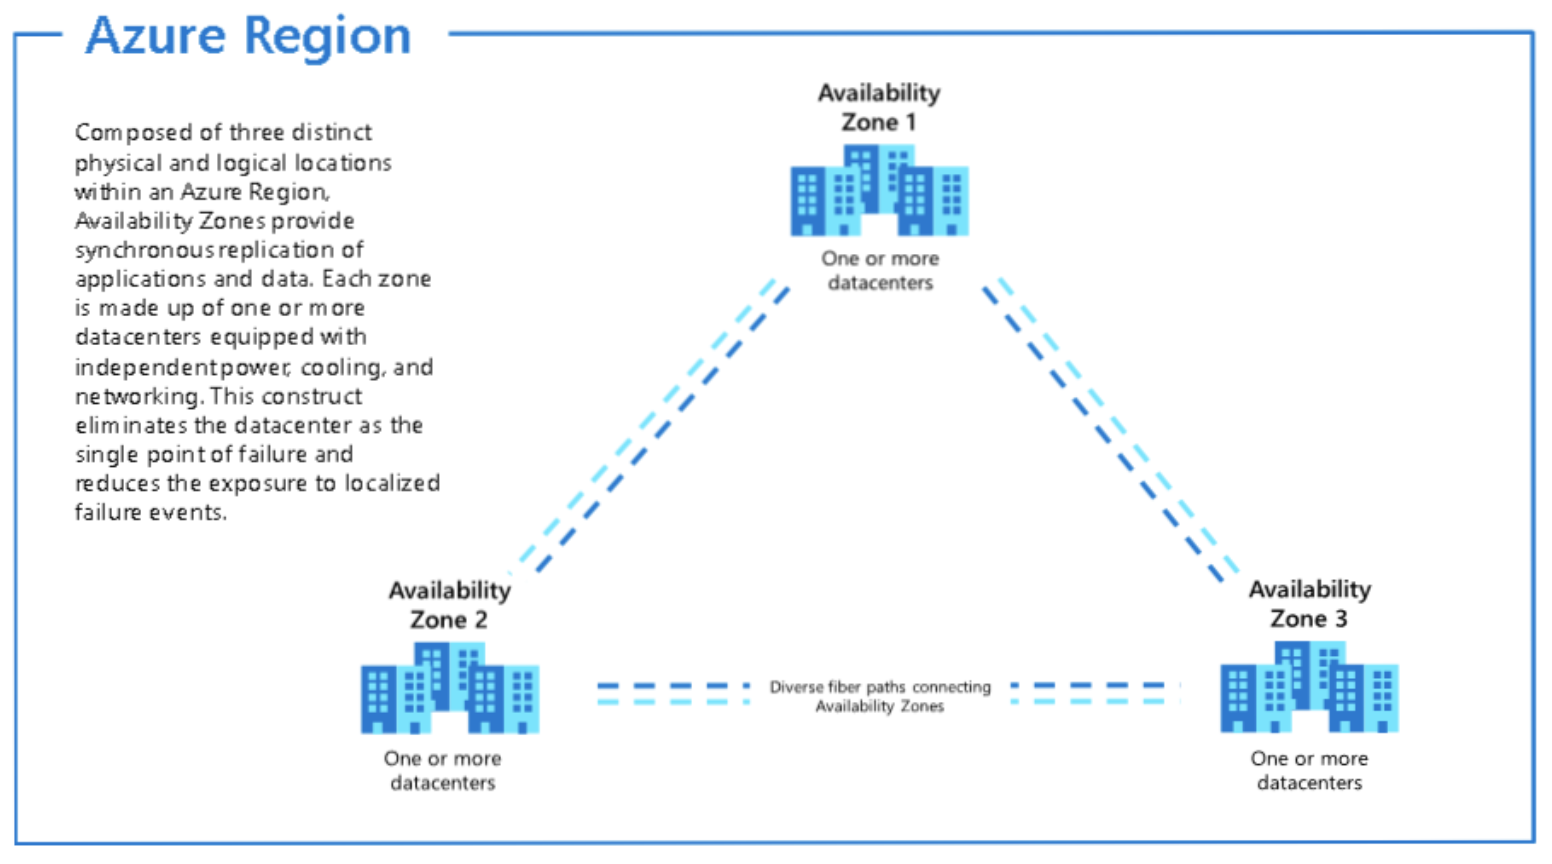 Azure Region
Composed of three distinct
physical and logical locations
within an Azure Region,
Availability Zones provide
synchronous replication of
applications and data. Each zone
is made up of one or more
datacenters equipped with
independent power, cooling, and
networking. This construct
eliminates the datacenter as the
single point of failure and
reduces the exposure to localized
failure events.
Availability
Zone 1
One or more
datacenters
Availability
Zone 2
One or more
datacenters
Diverse fiber paths connecting
Availability Zones
Availability
Zone 3
One or more
datacenters